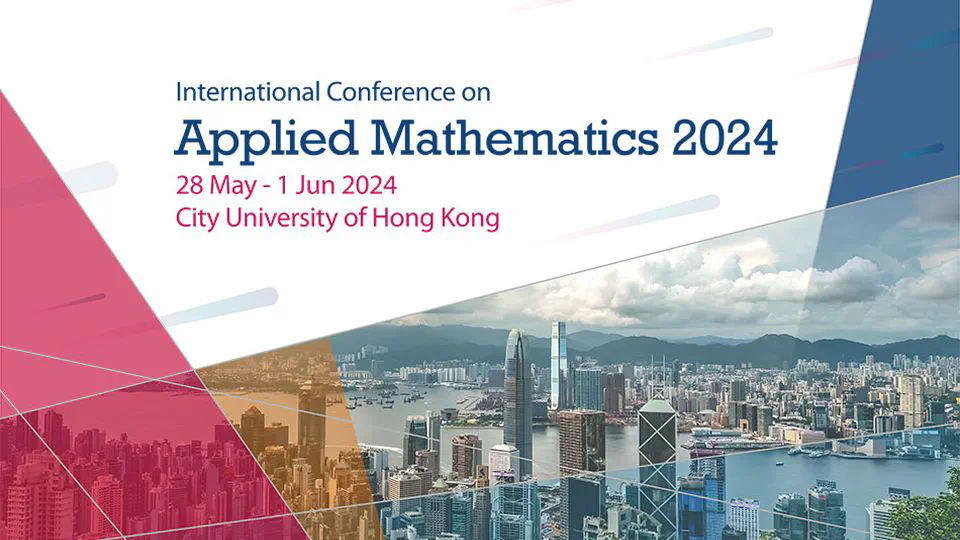 International Conference on
Applied Mathematics 2024
28 May - 1 Jun 2024
City University of Hong Kong